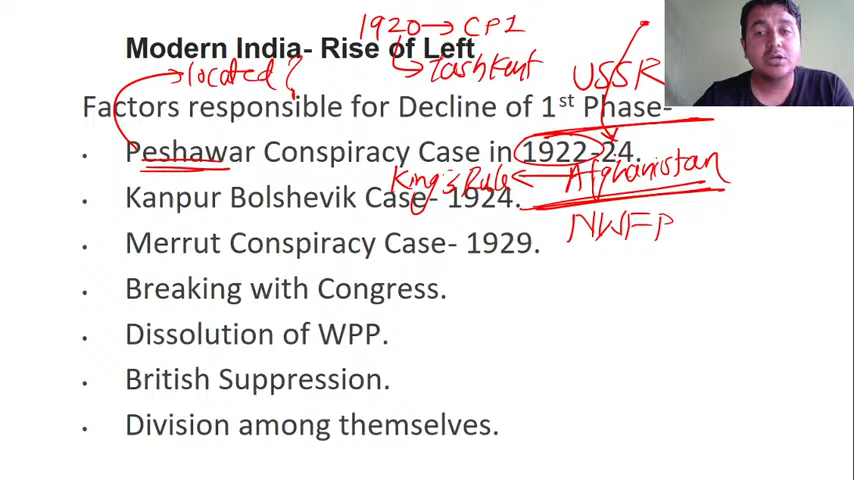 1920→CPI
Modern India- Rise of Left
→Tashkent
located?
USSR
Factors responsible for Decline of 1st Phase-
• Peshawar Conspiracy Case in 1922-24.
King's Rule ← Afghanistan
• Kanpur Bolshevik Case- 1924.
NWFP
• Merrut Conspiracy Case- 1929.
• Breaking with Congress.
• Dissolution of WPP.
• British Suppression.
• Division among themselves.